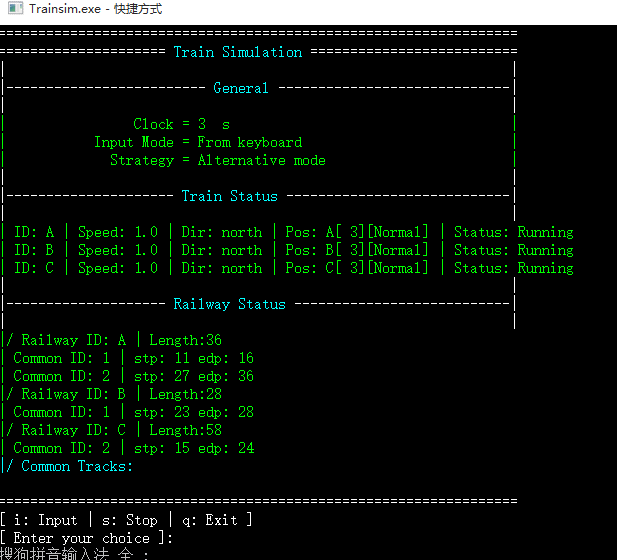 Trainsim.exe - 快捷方式
=================================================================
===================== Train Simulation ==========================
| |
|------------------------- General -----------------------------|
| |
| Clock = 3 s |
| Input Mode = From keyboard |
| Strategy = Alternative mode |
| |
|--------------------- Train Status ----------------------------|
| |
| ID: A | Speed: 1.0 | Dir: north | Pos: A[ 3][Normal] | Status: Running
| ID: B | Speed: 1.0 | Dir: north | Pos: B[ 3][Normal] | Status: Running
| ID: C | Speed: 1.0 | Dir: north | Pos: C[ 3][Normal] | Status: Running
| |
|-------------------- Railway Status ---------------------------|
| |
|/ Railway ID: A | Length:36
| Common ID: 1 | stp: 11 edp: 16
| Common ID: 2 | stp: 27 edp: 36
|/ Railway ID: B | Length:28
| Common ID: 1 | stp: 23 edp: 28
|/ Railway ID: C | Length:58
| Common ID: 2 | stp: 15 edp: 24
|/ Common Tracks:
=================================================================
[ i: Input | s: Stop | q: Exit ]
[ Enter your choice ]:
搜狗拼音输入法 全 :